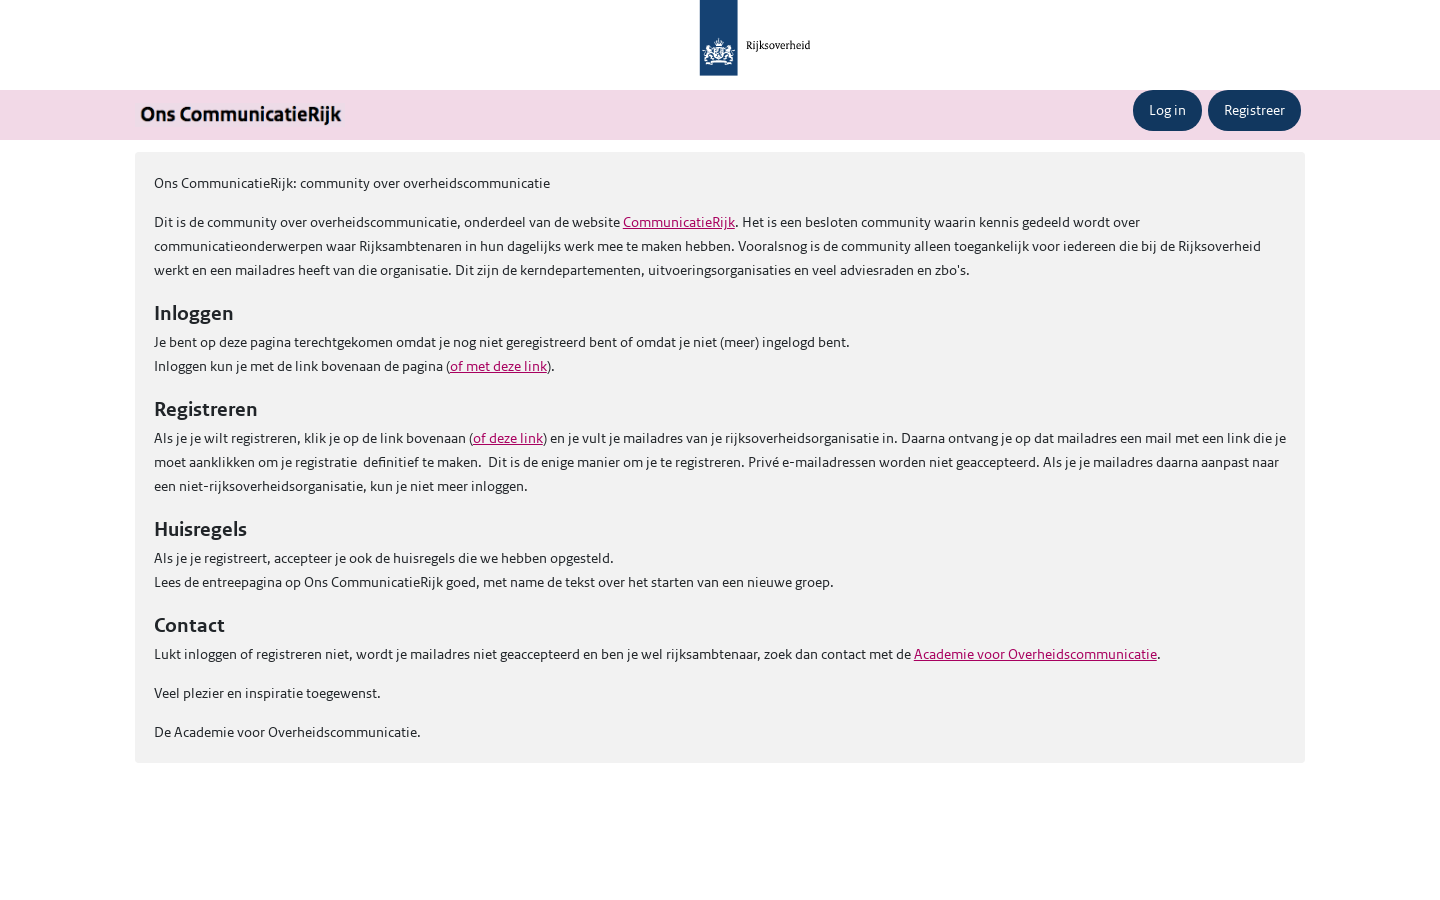 Rijksoverheid
Ons CommunicatieRijk
Log in
Registreer
Ons CommunicatieRijk: community over overheidscommunicatie
Dit is de community over overheidscommunicatie, onderdeel van de website CommunicatieRijk. Het is een besloten community waarin kennis gedeeld wordt over
communicatieonderwerpen waar Rijksambtenaren in hun dagelijks werk mee te maken hebben. Vooralsnog is de community alleen toegankelijk voor iedereen die bij de Rijksoverheid
werkt en een mailadres heeft van die organisatie. Dit zijn de kerndepartementen, uitvoeringsorganisaties en veel adviesraden en zbo's.
Inloggen
Je bent op deze pagina terechtgekomen omdat je nog niet geregistreerd bent of omdat je niet (meer) ingelogd bent.
Inloggen kun je met de link bovenaan de pagina (of met deze link).
Registreren
Als je je wilt registreren, klik je op de link bovenaan (of deze link) en je vult je mailadres van je rijksoverheidsorganisatie in. Daarna ontvang je op dat mailadres een mail met een link die je
moet aanklikken om je registratie  definitief te maken.  Dit is de enige manier om je te registreren. Privé e-mailadressen worden niet geaccepteerd. Als je je mailadres daarna aanpast naar
een niet-rijksoverheidsorganisatie, kun je niet meer inloggen.
Huisregels
Als je je registreert, accepteer je ook de huisregels die we hebben opgesteld.
Lees de entreepagina op Ons CommunicatieRijk goed, met name de tekst over het starten van een nieuwe groep.
Contact
Lukt inloggen of registreren niet, wordt je mailadres niet geaccepteerd en ben je wel rijksambtenaar, zoek dan contact met de Academie voor Overheidscommunicatie.
Veel plezier en inspiratie toegewenst.
De Academie voor Overheidscommunicatie.